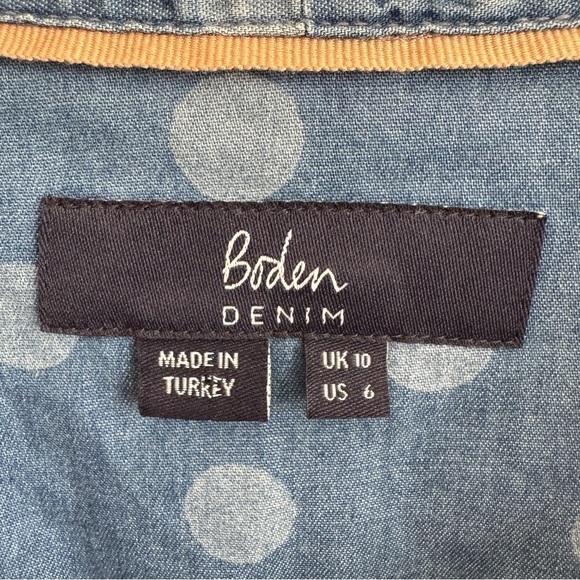 Boden
DENIM
MADE IN
TURKEY
UK 10
US 6